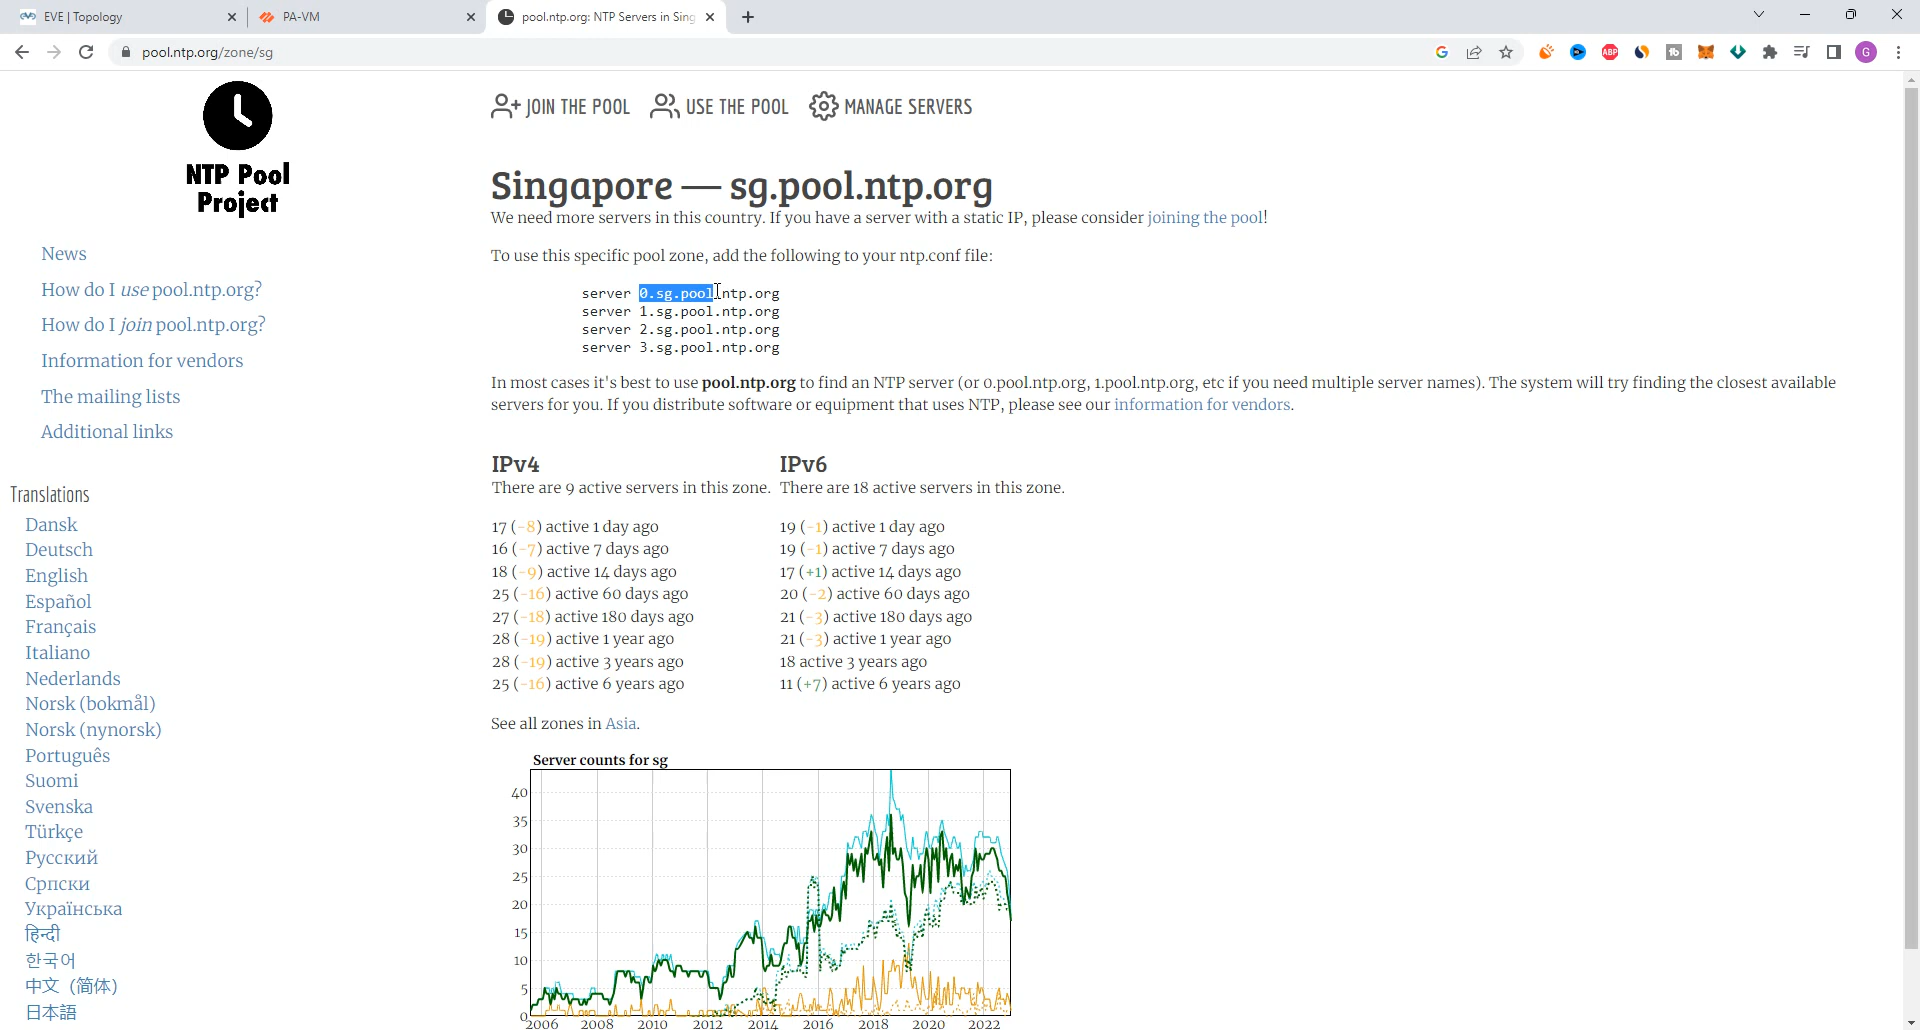 EVE | Topology
PA-VM
pool.ntp.org: NTP Servers in Sing
pool.ntp.org/zone/sg
ABP
G
NTP Pool
Project
News
How do I use pool.ntp.org?
How do I join pool.ntp.org?
Information for vendors
The mailing lists
Additional links
Translations
Dansk
Deutsch
English
Español
Français
Italiano
Nederlands
Norsk (bokmål)
Norsk (nynorsk)
Português
Suomi
Svenska
Türkçe
Русский
Српски
Українська
हिन्दी
한국어
中文（简体）
日本語
JOIN THE POOL
USE THE POOL
MANAGE SERVERS
Singapore — sg.pool.ntp.org
We need more servers in this country. If you have a server with a static IP, please consider joining the pool!
To use this specific pool zone, add the following to your ntp.conf file:
server 0.sg.pool.ntp.org
server 1.sg.pool.ntp.org
server 2.sg.pool.ntp.org
server 3.sg.pool.ntp.org
In most cases it's best to use pool.ntp.org to find an NTP server (or 0.pool.ntp.org, 1.pool.ntp.org, etc if you need multiple server names). The system will try finding the closest available
servers for you. If you distribute software or equipment that uses NTP, please see our information for vendors.
IPv4
There are 9 active servers in this zone.
17 (-8) active 1 day ago
16 (-7) active 7 days ago
18 (-9) active 14 days ago
25 (-16) active 60 days ago
27 (-18) active 180 days ago
28 (-19) active 1 year ago
28 (-19) active 3 years ago
25 (-16) active 6 years ago
IPv6
There are 18 active servers in this zone.
19 (-1) active 1 day ago
19 (-1) active 7 days ago
17 (+1) active 14 days ago
20 (-2) active 60 days ago
21 (-3) active 180 days ago
21 (-3) active 1 year ago
18 active 3 years ago
11 (+7) active 6 years ago
See all zones in Asia.
Server counts for sg
40
35
30
25
20
15
10
5
0
2006 2008 2010 2012 2014 2016 2018 2020 2022